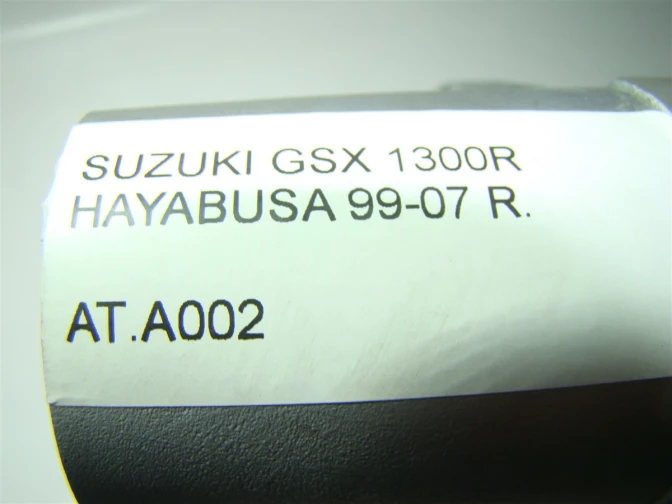 SUZUKI GSX 1300R
HAYABUSA 99-07 R.
AT.A002